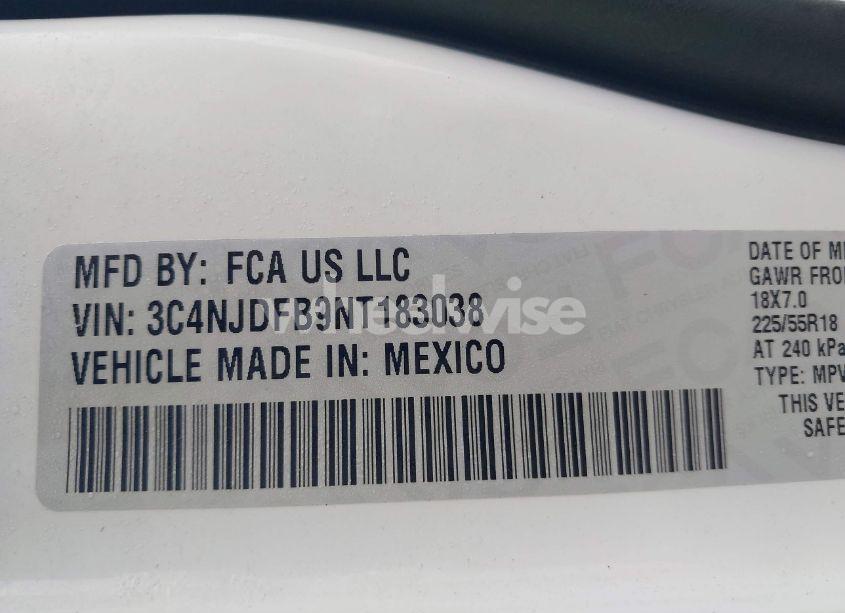 MFD BY: FCA US LLC
VIN: 3C4NJDFB9NT183038
VEHICLE MADE IN: MEXICO
DATE OF M
GAWR FRO
18X7.0
225/55R18
AT 240 kPa
TYPE: MPV
THIS VE
SAFE
wheelwise